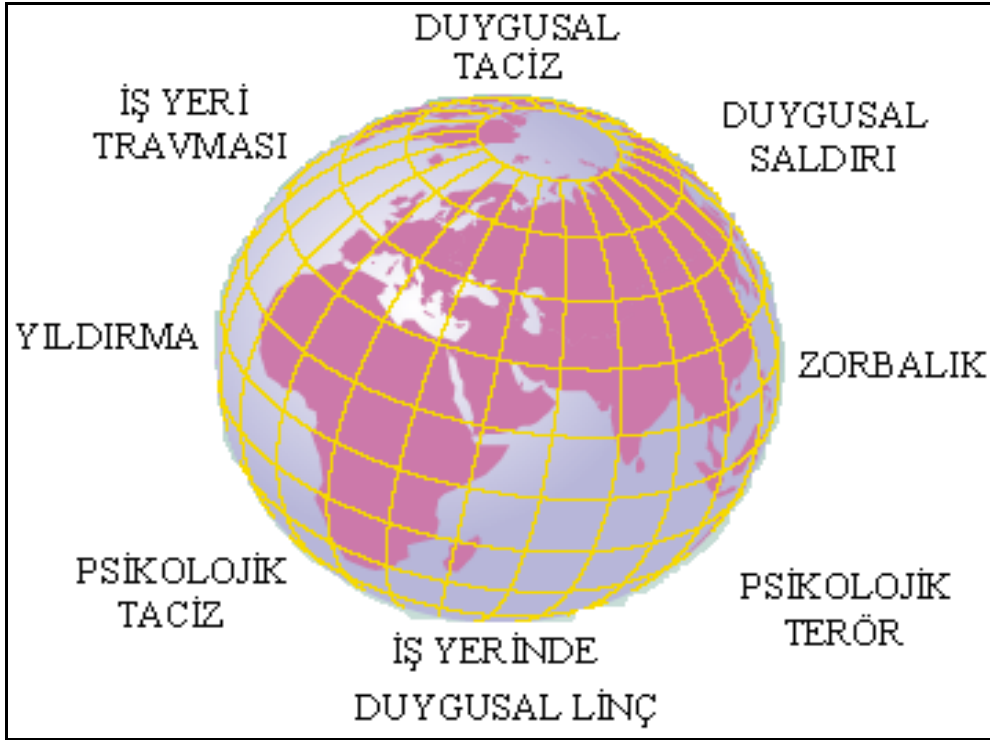 DUYGUSAL
TACİZ
İŞ YERİ
TRAVMASI
DUYGUSAL
SALDIRI
YILDIRMA
ZORBALIK
PSİKOLOJİK
TACİZ
PSİKOLOJİK
TERÖR
İŞ YERİNDE
DUYGUSAL LİNÇ